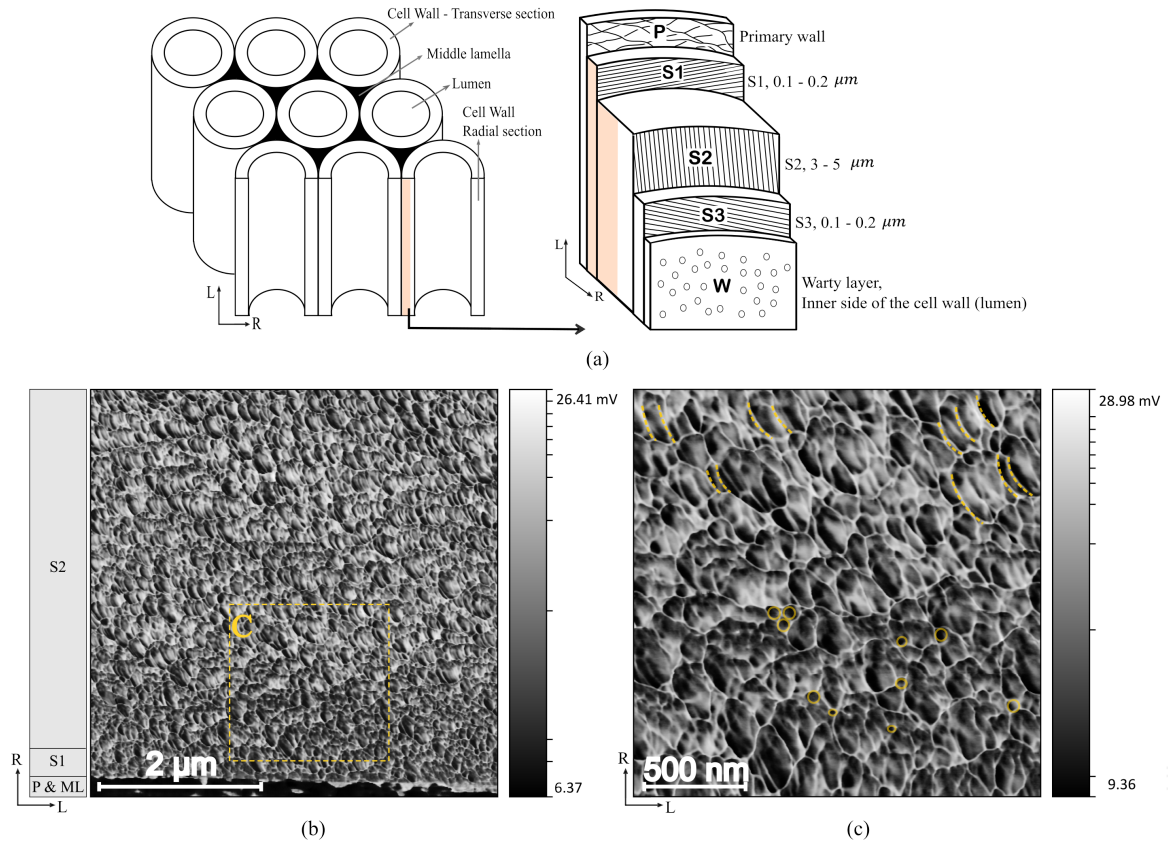 Cell Wall - Transverse section
Middle lamella
Lumen
Cell Wall
Radial section
L
R
P
Primary wall
S1
S1, 0.1 - 0.2 μm
S2
S2, 3 - 5 μm
S3
S3, 0.1 - 0.2 μm
W
Warty layer,
Inner side of the cell wall (lumen)
L
R
(a)
S2
S1
P & ML
R
L
C
2 μm
26.41 mV
6.37
(b)
R
L
500 nm
28.98 mV
9.36
(c)